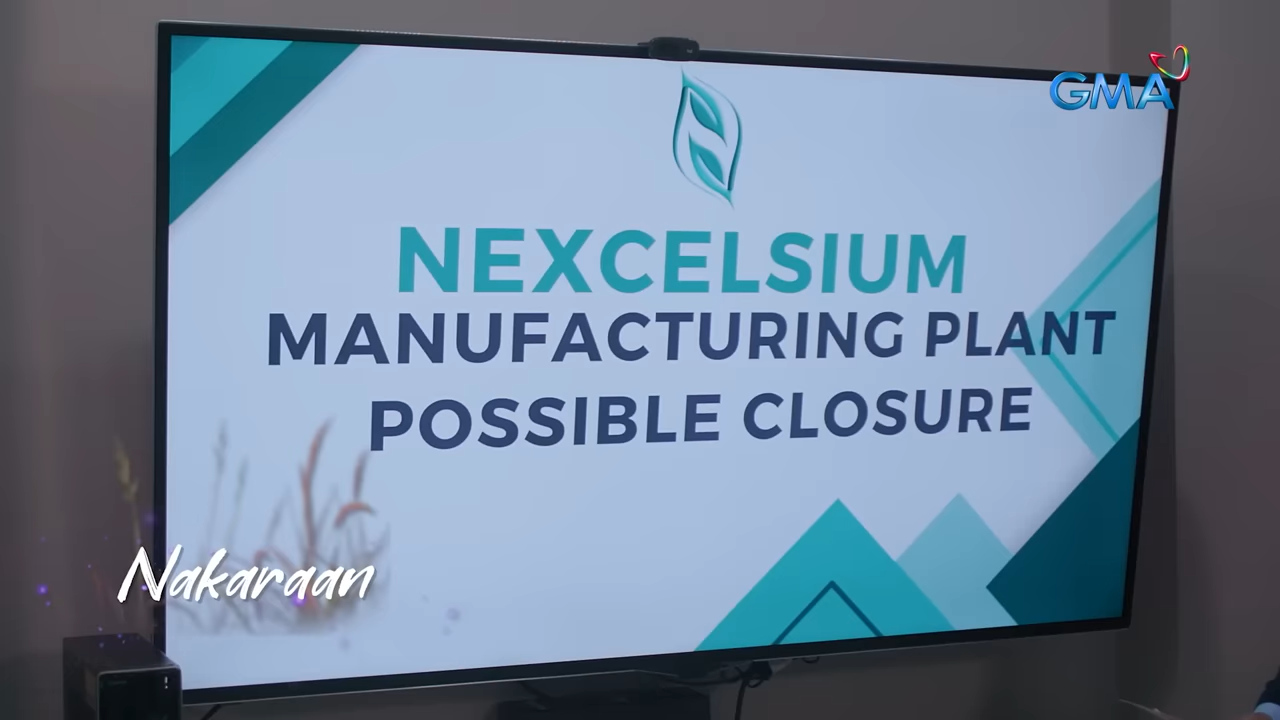 GMA
NEXCELSIUM
MANUFACTURING PLANT
POSSIBLE CLOSURE
Nakaraan